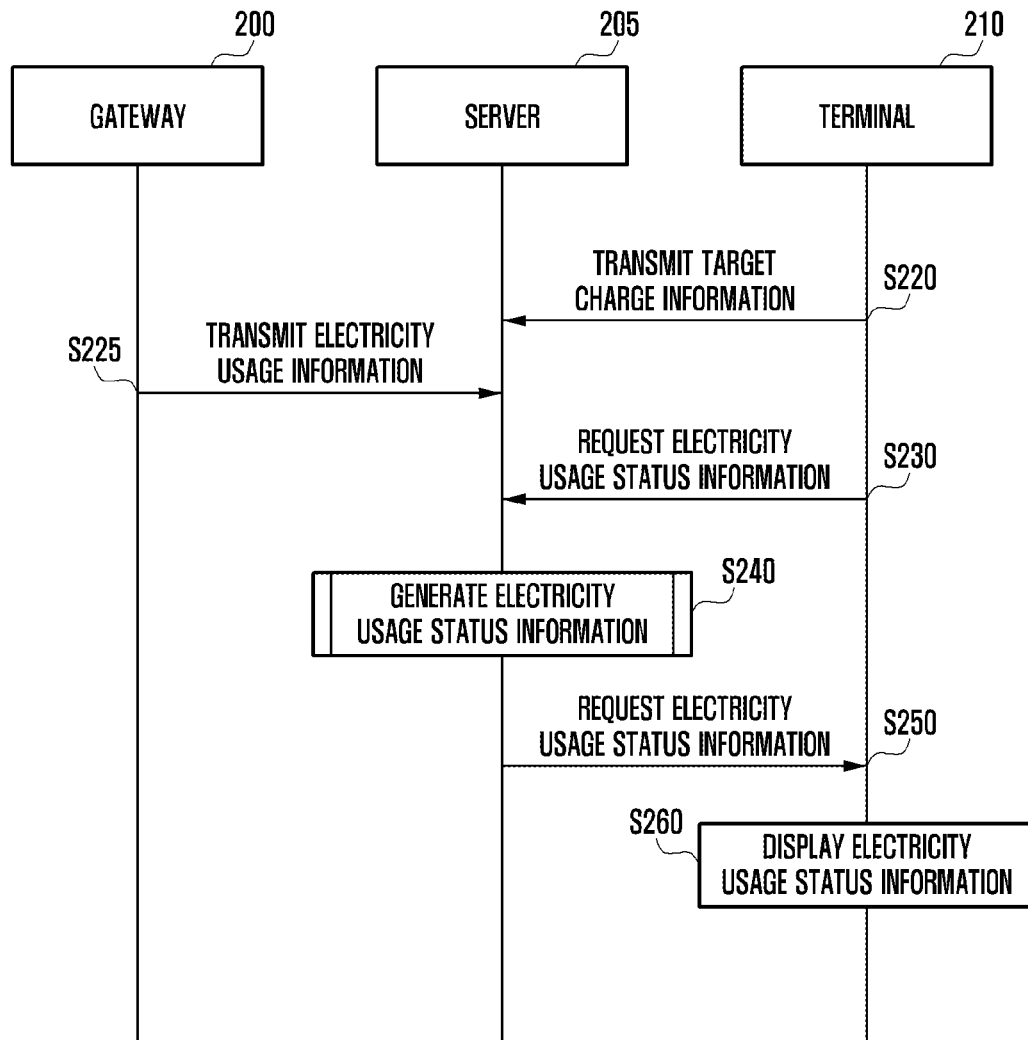 200
205
210
GATEWAY
SERVER
TERMINAL
TRANSMIT TARGET
CHARGE INFORMATION
S220
TRANSMIT ELECTRICITY
USAGE INFORMATION
S225
REQUEST ELECTRICITY
USAGE STATUS INFORMATION
S230
GENERATE ELECTRICITY
USAGE STATUS INFORMATION
S240
REQUEST ELECTRICITY
USAGE STATUS INFORMATION
S250
S260
DISPLAY ELECTRICITY
USAGE STATUS INFORMATION